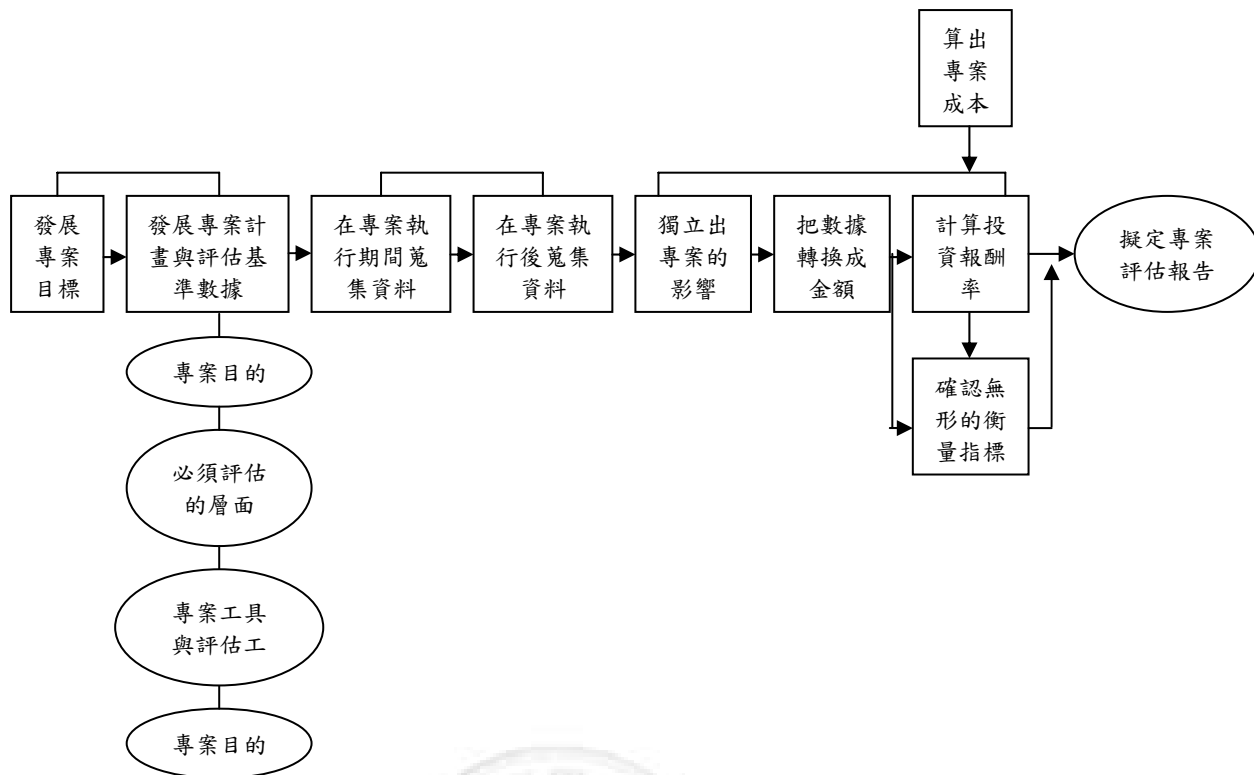 算出
專案
成本
發展
專案
目標
發展專案計
畫與評估基
準數據
在專案執
行期間蒐
集資料
在專案執
行後蒐集
資料
獨立出
專案的
影響
把數據
轉換成
金額
計算投
資報酬
率
擬定專案
評估報告
專案目的
確認無
形的衡
量指標
必須評估
的層面
專案工具
與評估工
專案目的